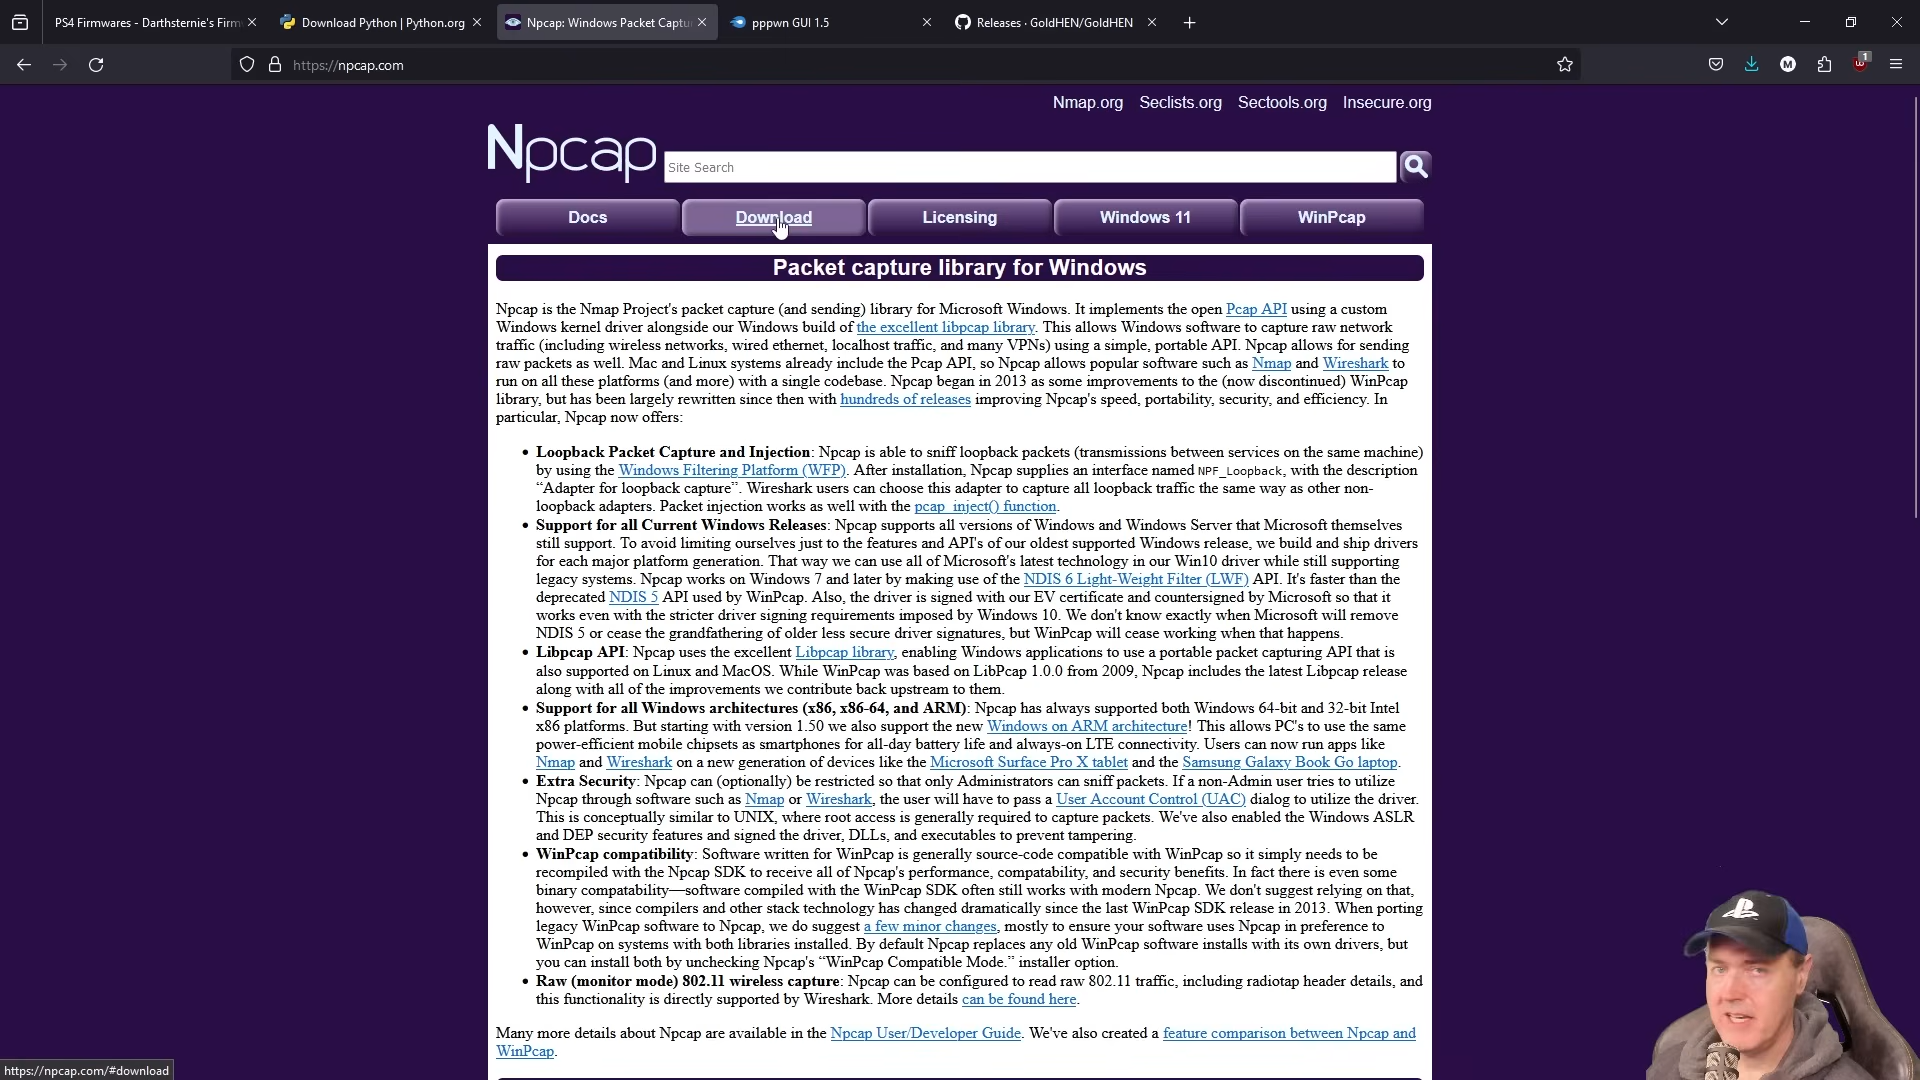 PS4 Firmwares - Darthsternie's Firm
Download Python | Python.org
Npcap: Windows Packet Captu
pppwn GUI 1.5
Releases · GoldHEN/GoldHEN
https://npcap.com
M
1
Nmap.org Seclists.org Sectools.org Insecure.org
Npcap
Site Search
Docs
Download
Licensing
Windows 11
WinPcap
Packet capture library for Windows
Npcap is the Nmap Project's packet capture (and sending) library for Microsoft Windows. It implements the open Pcap API using a custom
Windows kernel driver alongside our Windows build of the excellent libpcap library. This allows Windows software to capture raw network
traffic (including wireless networks, wired ethernet, localhost traffic, and many VPNs) using a simple, portable API. Npcap allows for sending
raw packets as well. Mac and Linux systems already include the Pcap API, so Npcap allows popular software such as Nmap and Wireshark to
run on all these platforms (and more) with a single codebase. Npcap began in 2013 as some improvements to the (now discontinued) WinPcap
library, but has been largely rewritten since then with hundreds of releases improving Npcap's speed, portability, security, and efficiency. In
particular, Npcap now offers:
• Loopback Packet Capture and Injection: Npcap is able to sniff loopback packets (transmissions between services on the same machine)
by using the Windows Filtering Platform (WFP). After installation, Npcap supplies an interface named NPF_Loopback, with the description
“Adapter for loopback capture”. Wireshark users can choose this adapter to capture all loopback traffic the same way as other non-
loopback adapters. Packet injection works as well with the pcap_inject() function.
• Support for all Current Windows Releases: Npcap supports all versions of Windows and Windows Server that Microsoft themselves
still support. To avoid limiting ourselves just to the features and API's of our oldest supported Windows release, we build and ship drivers
for each major platform generation. That way we can use all of Microsoft's latest technology in our Win10 driver while still supporting
legacy systems. Npcap works on Windows 7 and later by making use of the NDIS 6 Light-Weight Filter (LWF) API. It's faster than the
deprecated NDIS 5 API used by WinPcap. Also, the driver is signed with our EV certificate and countersigned by Microsoft so that it
works even with the stricter driver signing requirements imposed by Windows 10. We don't know exactly when Microsoft will remove
NDIS 5 or cease the grandfathering of older less secure driver signatures, but WinPcap will cease working when that happens.
• Libpcap API: Npcap uses the excellent Libpcap library, enabling Windows applications to use a portable packet capturing API that is
also supported on Linux and MacOS. While WinPcap was based on LibPcap 1.0.0 from 2009, Npcap includes the latest Libpcap release
along with all of the improvements we contribute back upstream to them.
• Support for all Windows architectures (x86, x86-64, and ARM): Npcap has always supported both Windows 64-bit and 32-bit Intel
x86 platforms. But starting with version 1.50 we also support the new Windows on ARM architecture! This allows PC's to use the same
power-efficient mobile chipsets as smartphones for all-day battery life and always-on LTE connectivity. Users can now run apps like
Nmap and Wireshark on a new generation of devices like the Microsoft Surface Pro X tablet and the Samsung Galaxy Book Go laptop.
• Extra Security: Npcap can (optionally) be restricted so that only Administrators can sniff packets. If a non-Admin user tries to utilize
Npcap through software such as Nmap or Wireshark, the user will have to pass a User Account Control (UAC) dialog to utilize the driver.
This is conceptually similar to UNIX, where root access is generally required to capture packets. We've also enabled the Windows ASLR
and DEP security features and signed the driver, DLLs, and executables to prevent tampering.
• WinPcap compatibility: Software written for WinPcap is generally source-code compatible with WinPcap so it simply needs to be
recompiled with the Npcap SDK to receive all of Npcap's performance, compatability, and security benefits. In fact there is even some
binary compatability—software compiled with the WinPcap SDK often still works with modern Npcap. We don't suggest relying on that,
however, since compilers and other stack technology has changed dramatically since the last WinPcap SDK release in 2013. When porting
legacy WinPcap software to Npcap, we do suggest a few minor changes, mostly to ensure your software uses Npcap in preference to
WinPcap on systems with both libraries installed. By default Npcap replaces any old WinPcap software installs with its own drivers, but
you can install both by unchecking Npcap's “WinPcap Compatible Mode.” installer option.
• Raw (monitor mode) 802.11 wireless capture: Npcap can be configured to read raw 802.11 traffic, including radiotap header details, and
this functionality is directly supported by Wireshark. More details can be found here.
Many more details about Npcap are available in the Npcap User/Developer Guide. We've also created a feature comparison between Npcap and
WinPcap.
https://npcap.com/#download